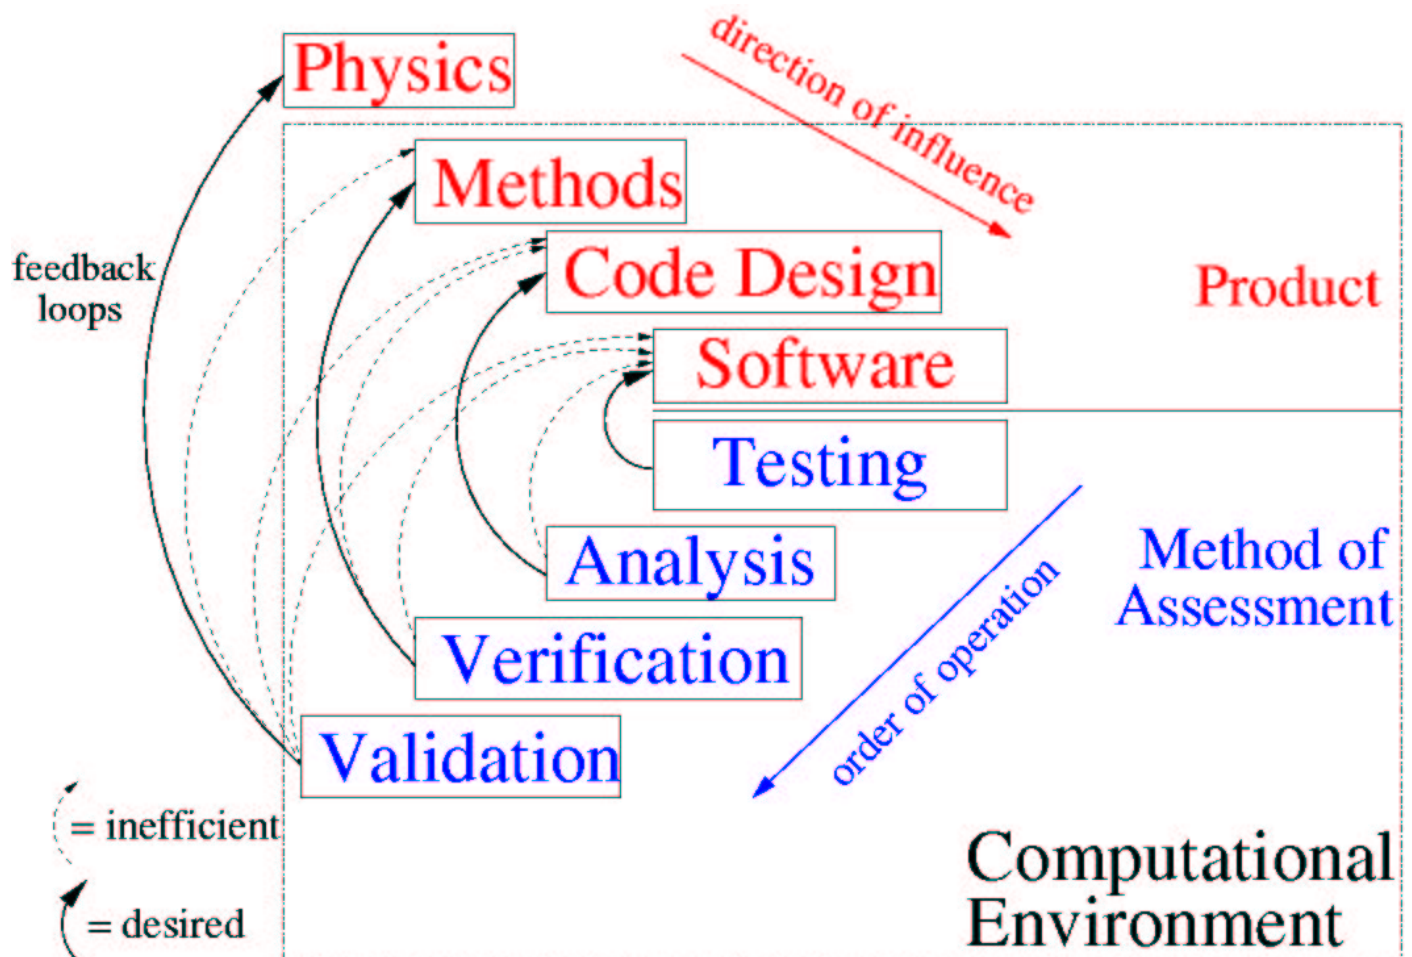 Physics
direction of influence
Methods
feedback
loops
Code Design
Product
Software
Testing
Method of
Assessment
Analysis
order of operation
Verification
Validation
= inefficient
= desired
Computational
Environment